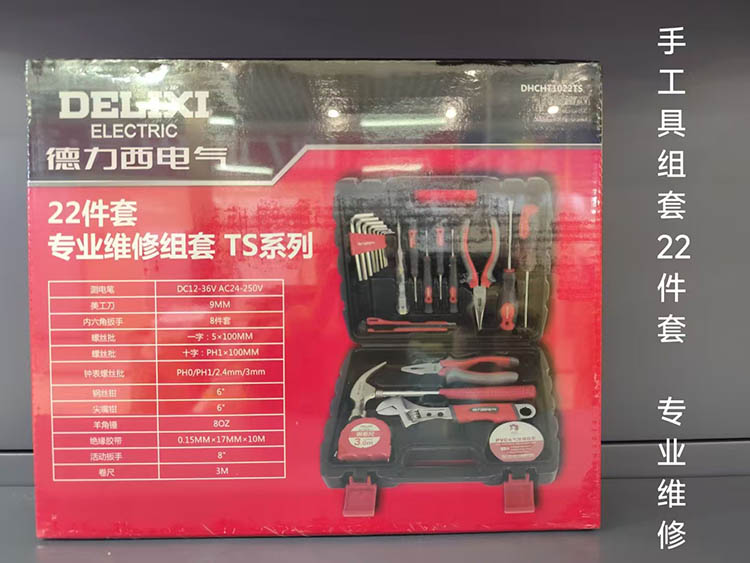 DELIXI
ELECTRIC
德力西电气
DHCHT1022TS
22件套
专业维修组套 TS系列
测电笔 DC12-36V AC24-250V
美工刀 9MM
内六角扳手 8件套
螺丝批 一字：5×100MM
螺丝批 十字：PH1×100MM
钟表螺丝批 PH0/PH1/2.4mm/3mm
钢丝钳 6"
尖嘴钳 6"
羊角锤 8OZ
绝缘胶带 0.15MM×17MM×10M
活动扳手 8"
卷尺 3M
3.0m
手工具组套22件套 专业维修